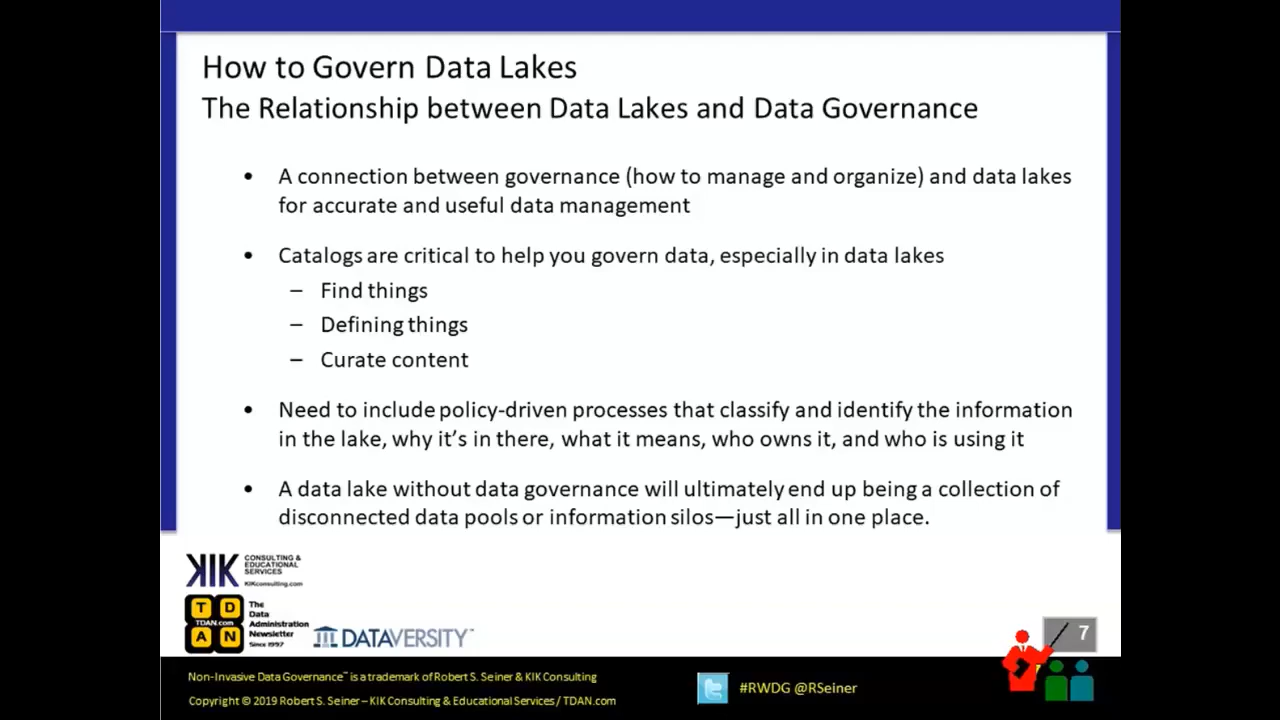 How to Govern Data Lakes
The Relationship between Data Lakes and Data Governance
• A connection between governance (how to manage and organize) and data lakes
for accurate and useful data management
• Catalogs are critical to help you govern data, especially in data lakes
– Find things
– Defining things
– Curate content
• Need to include policy-driven processes that classify and identify the information
in the lake, why it's in there, what it means, who owns it, and who is using it
• A data lake without data governance will ultimately end up being a collection of
disconnected data pools or information silos—just all in one place.
KIK CONSULTING &
EDUCATIONAL
SERVICES
KIKconsulting.com
T D
TDAN.com
A N
The
Data
Administration
Newsletter
Since 1997
DATAVERSITY™
7
Non-Invasive Data Governance™ is a trademark of Robert S. Seiner & KIK Consulting
Copyright © 2019 Robert S. Seiner – KIK Consulting & Educational Services / TDAN.com
#RWDG @RSeiner